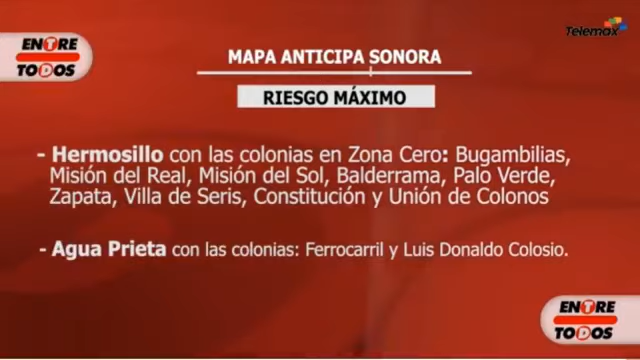 ENTRE
TODOS
Telemax
MAPA ANTICIPA SONORA
RIESGO MÁXIMO
- Hermosillo con las colonias en Zona Cero: Bugambilias,
Misión del Real, Misión del Sol, Balderrama, Palo Verde,
Zapata, Villa de Seris, Constitución y Unión de Colonos
- Agua Prieta con las colonias: Ferrocarril y Luis Donaldo Colosio.
ENTRE
TODOS